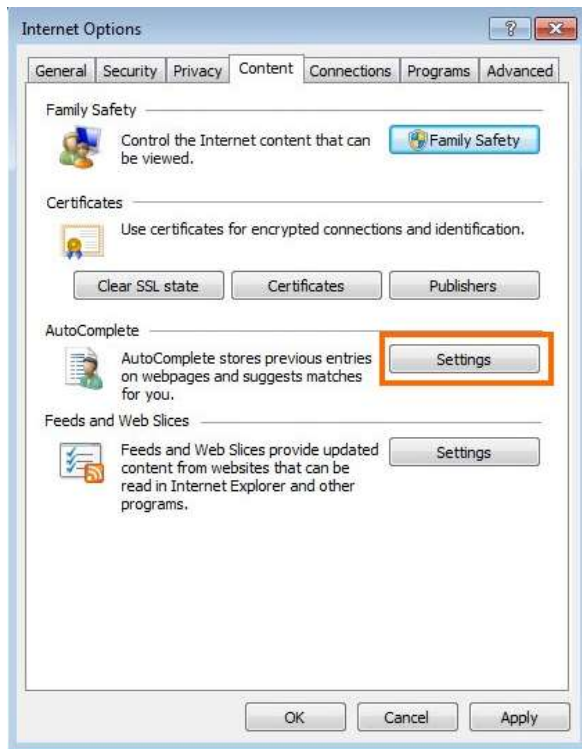 Internet Options
General Security Privacy Content Connections Programs Advanced
Family Safety
Control the Internet content that can
be viewed.
Family Safety
Certificates
Use certificates for encrypted connections and identification.
Clear SSL state Certificates Publishers
AutoComplete
AutoComplete stores previous entries
on webpages and suggests matches
for you.
Settings
Feeds and Web Slices
Feeds and Web Slices provide updated
content from websites that can be
read in Internet Explorer and other
programs.
Settings
OK Cancel Apply